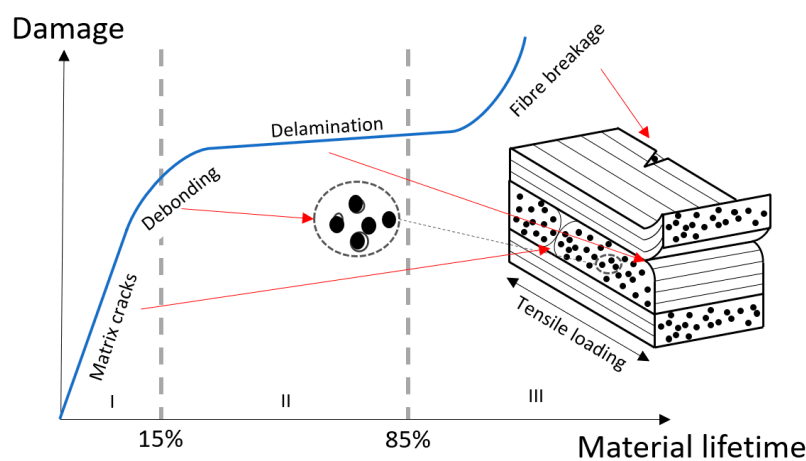 Damage
Fibre breakage
Delamination
Debonding
Matrix cracks
Tensile loading
I
II
III
15%
85%
Material lifetime